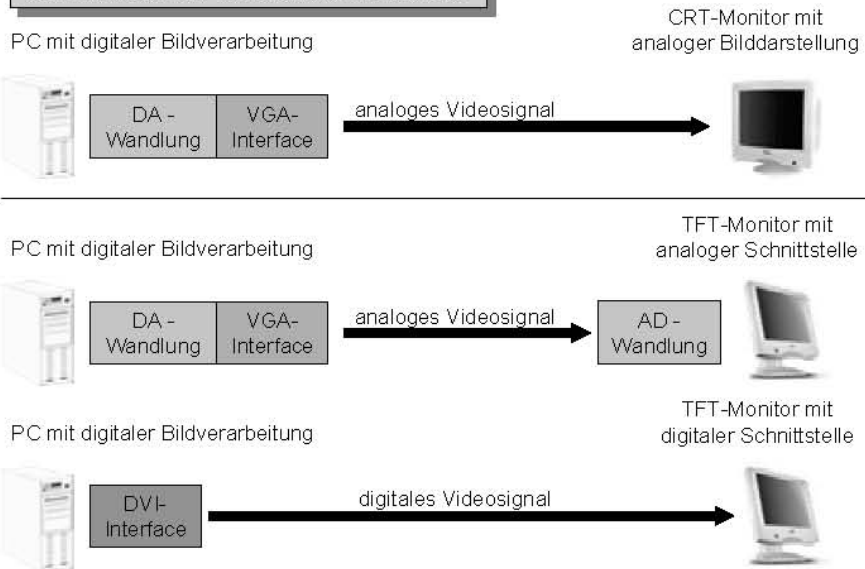 CRT-Monitor mit
analoger Bilddarstellung
PC mit digitaler Bildverarbeitung
DA -
Wandlung
VGA-
Interface
analoges Videosignal
TFT-Monitor mit
analoger Schnittstelle
PC mit digitaler Bildverarbeitung
DA -
Wandlung
VGA-
Interface
analoges Videosignal
AD -
Wandlung
TFT-Monitor mit
digitaler Schnittstelle
PC mit digitaler Bildverarbeitung
DVI-
Interface
digitales Videosignal